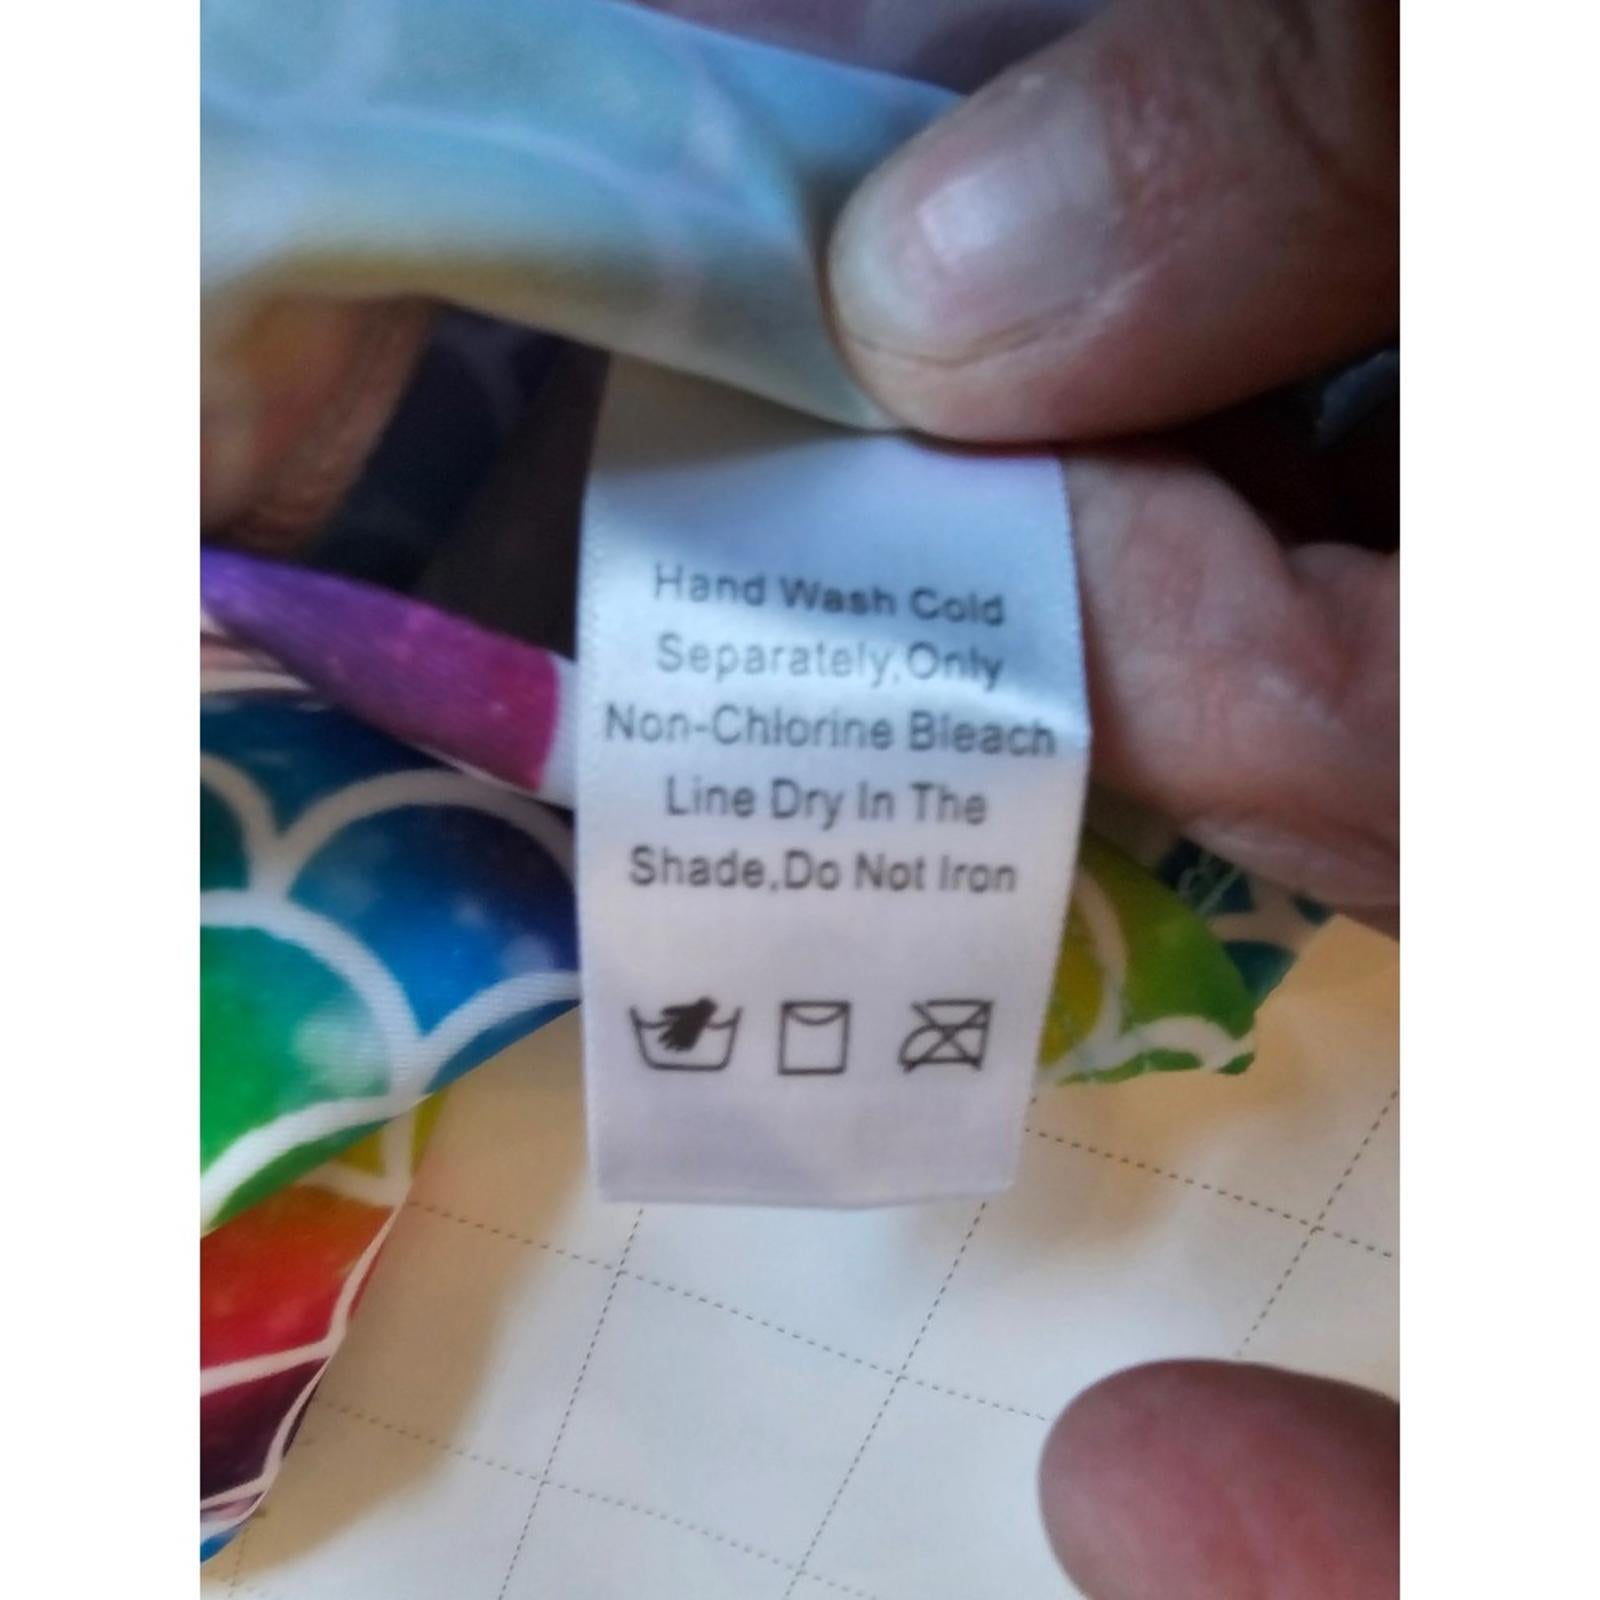 Hand Wash Cold
Separately,Only
Non-Chlorine Bleach
Line Dry In The
Shade,Do Not Iron